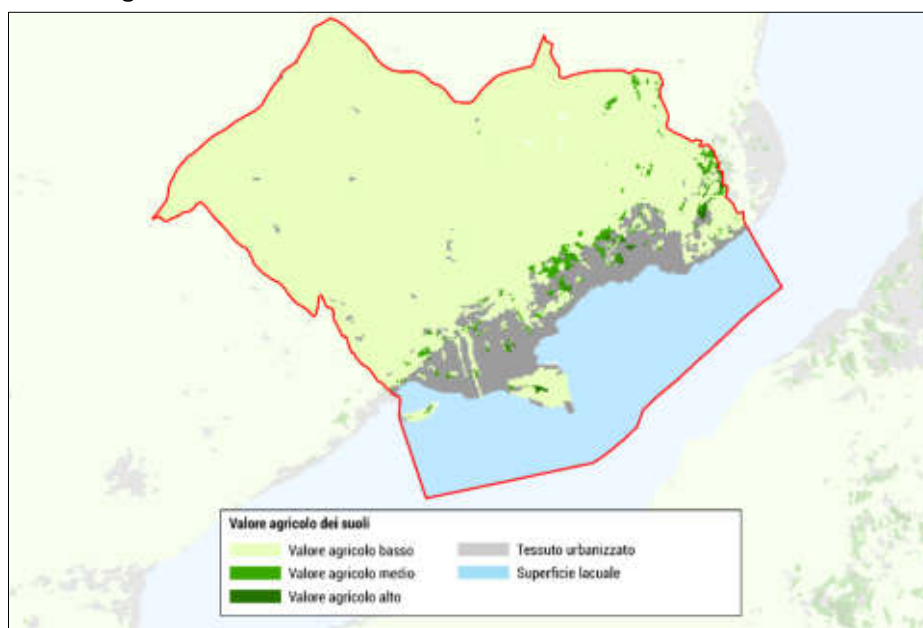 Valore agricolo dei suoli
Valore agricolo basso
Valore agricolo medio
Valore agricolo alto
Tessuto urbanizzato
Superficie lacuale